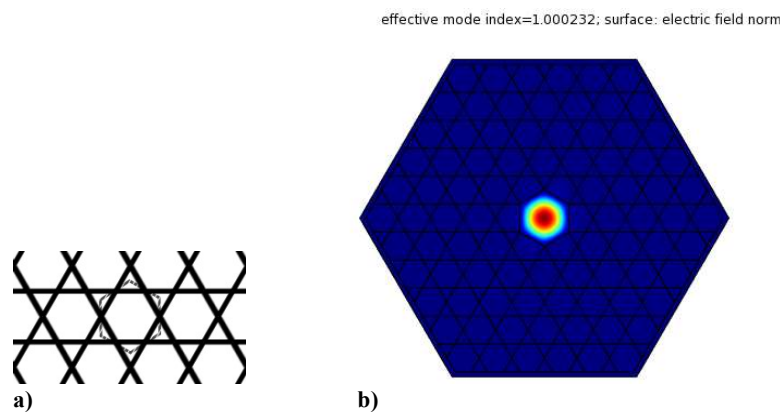 effective mode index=1.000232; surface: electric field norm
a)
b)